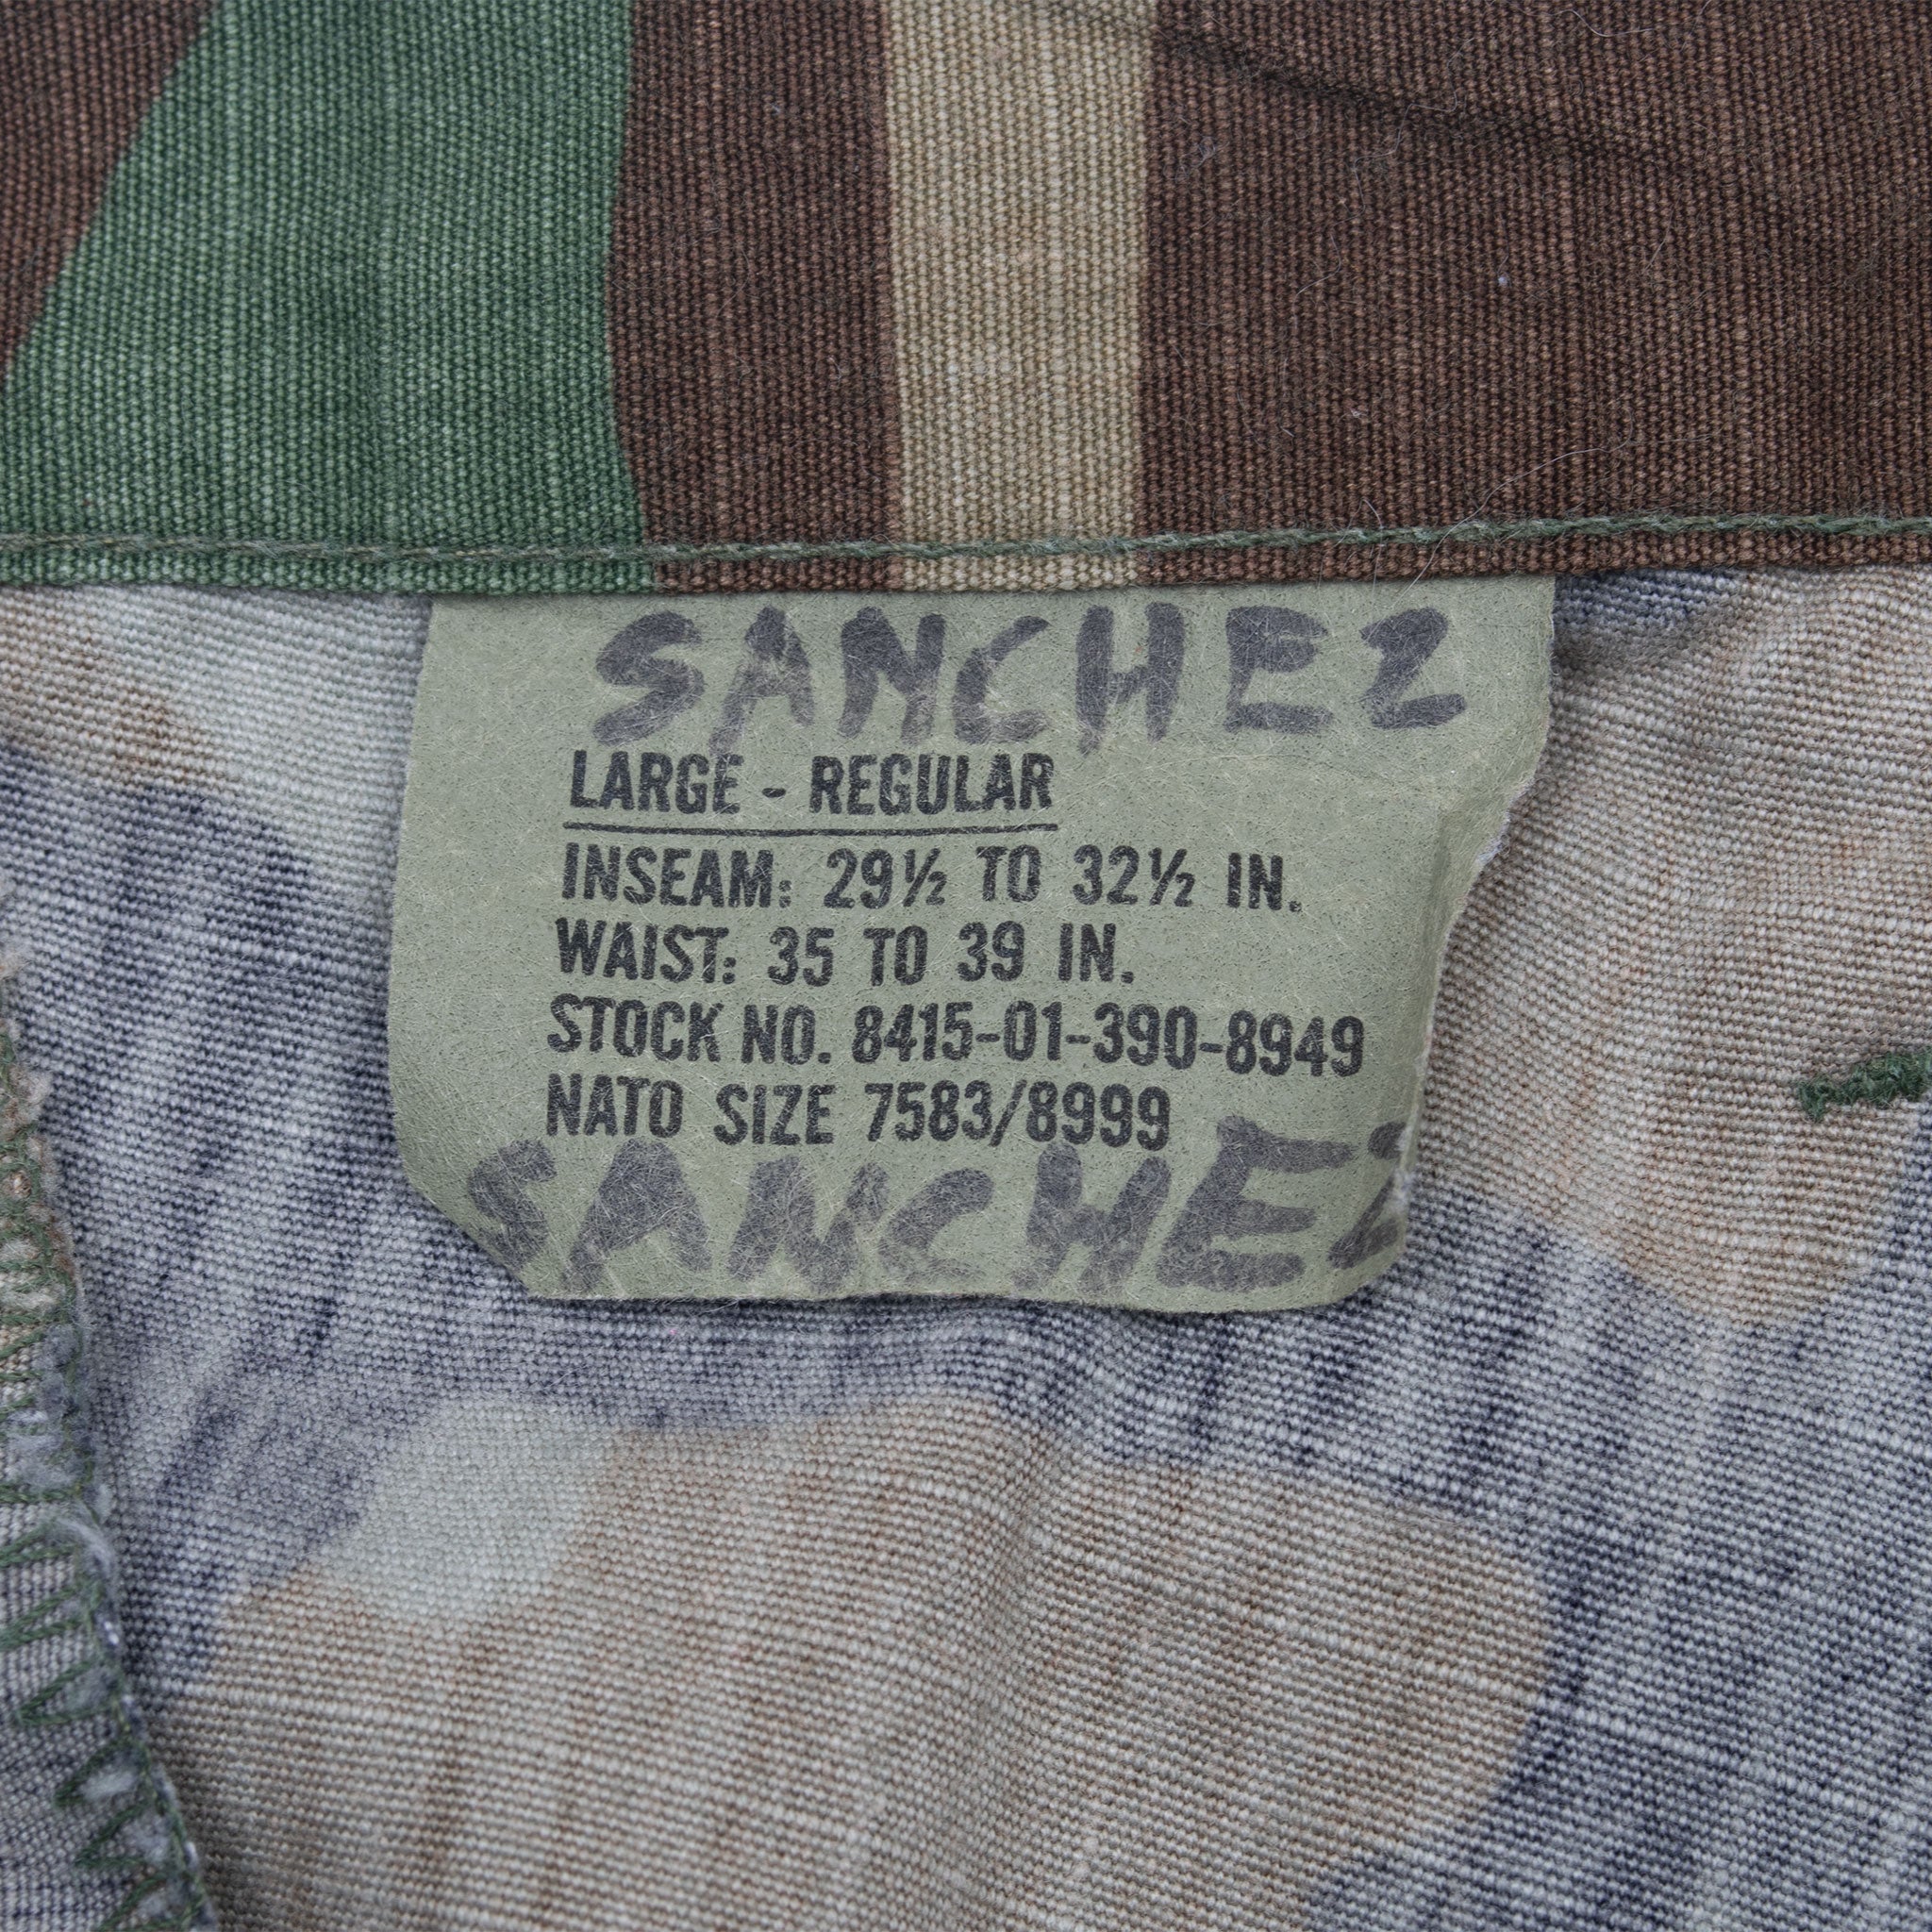 SANCHEZ
LARGE - REGULAR
INSEAM: 29½ TO 32½ IN.
WAIST: 35 TO 39 IN.
STOCK NO. 8415-01-390-8949
NATO SIZE 7583/8999
SANCHEZ